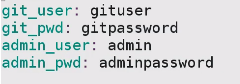 git_user: gituser
git_pwd: gitpassword
admin_user: admin
admin_pwd: adminpassword